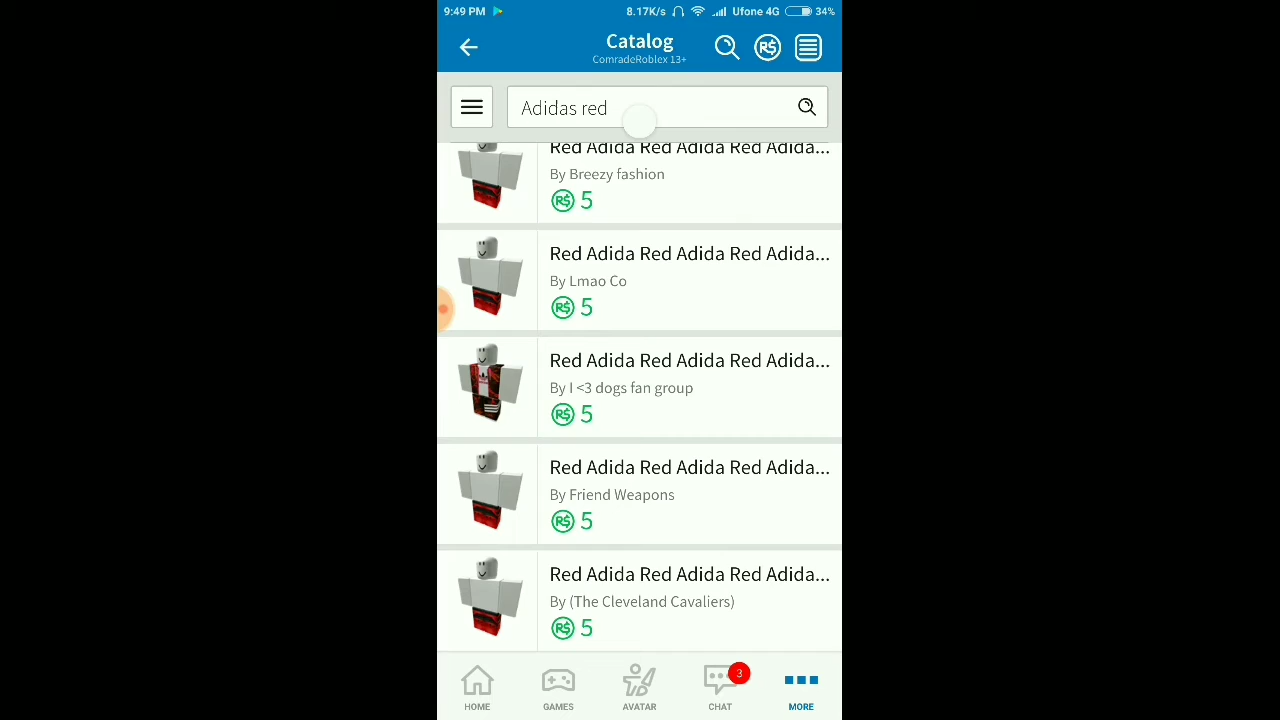 9:49 PM 8.17K/s Ufone 4G 34%
Catalog
ComradeRoblex 13+
R$
Adidas red
Red Adida Red Adida Red Adida...
By Breezy fashion
R$ 5
Red Adida Red Adida Red Adida...
By Lmao Co
R$ 5
Red Adida Red Adida Red Adida...
By I <3 dogs fan group
R$ 5
Red Adida Red Adida Red Adida...
By Friend Weapons
R$ 5
Red Adida Red Adida Red Adida...
By (The Cleveland Cavaliers)
R$ 5
3
HOME GAMES AVATAR CHAT MORE